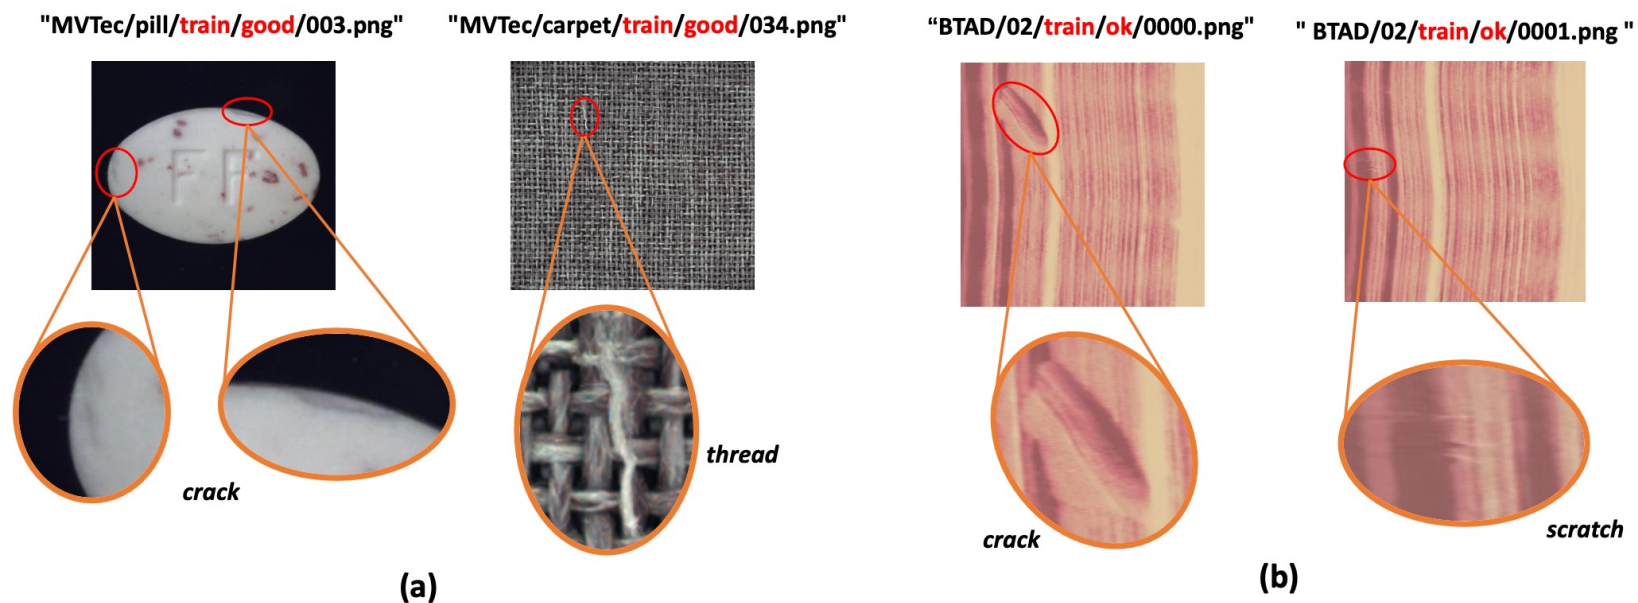 "MVTec/pill/train/good/003.png"
"MVTec/carpet/train/good/034.png"
“BTAD/02/train/ok/0000.png"
" BTAD/02/train/ok/0001.png "
FF
crack
thread
crack
scratch
(a)
(b)